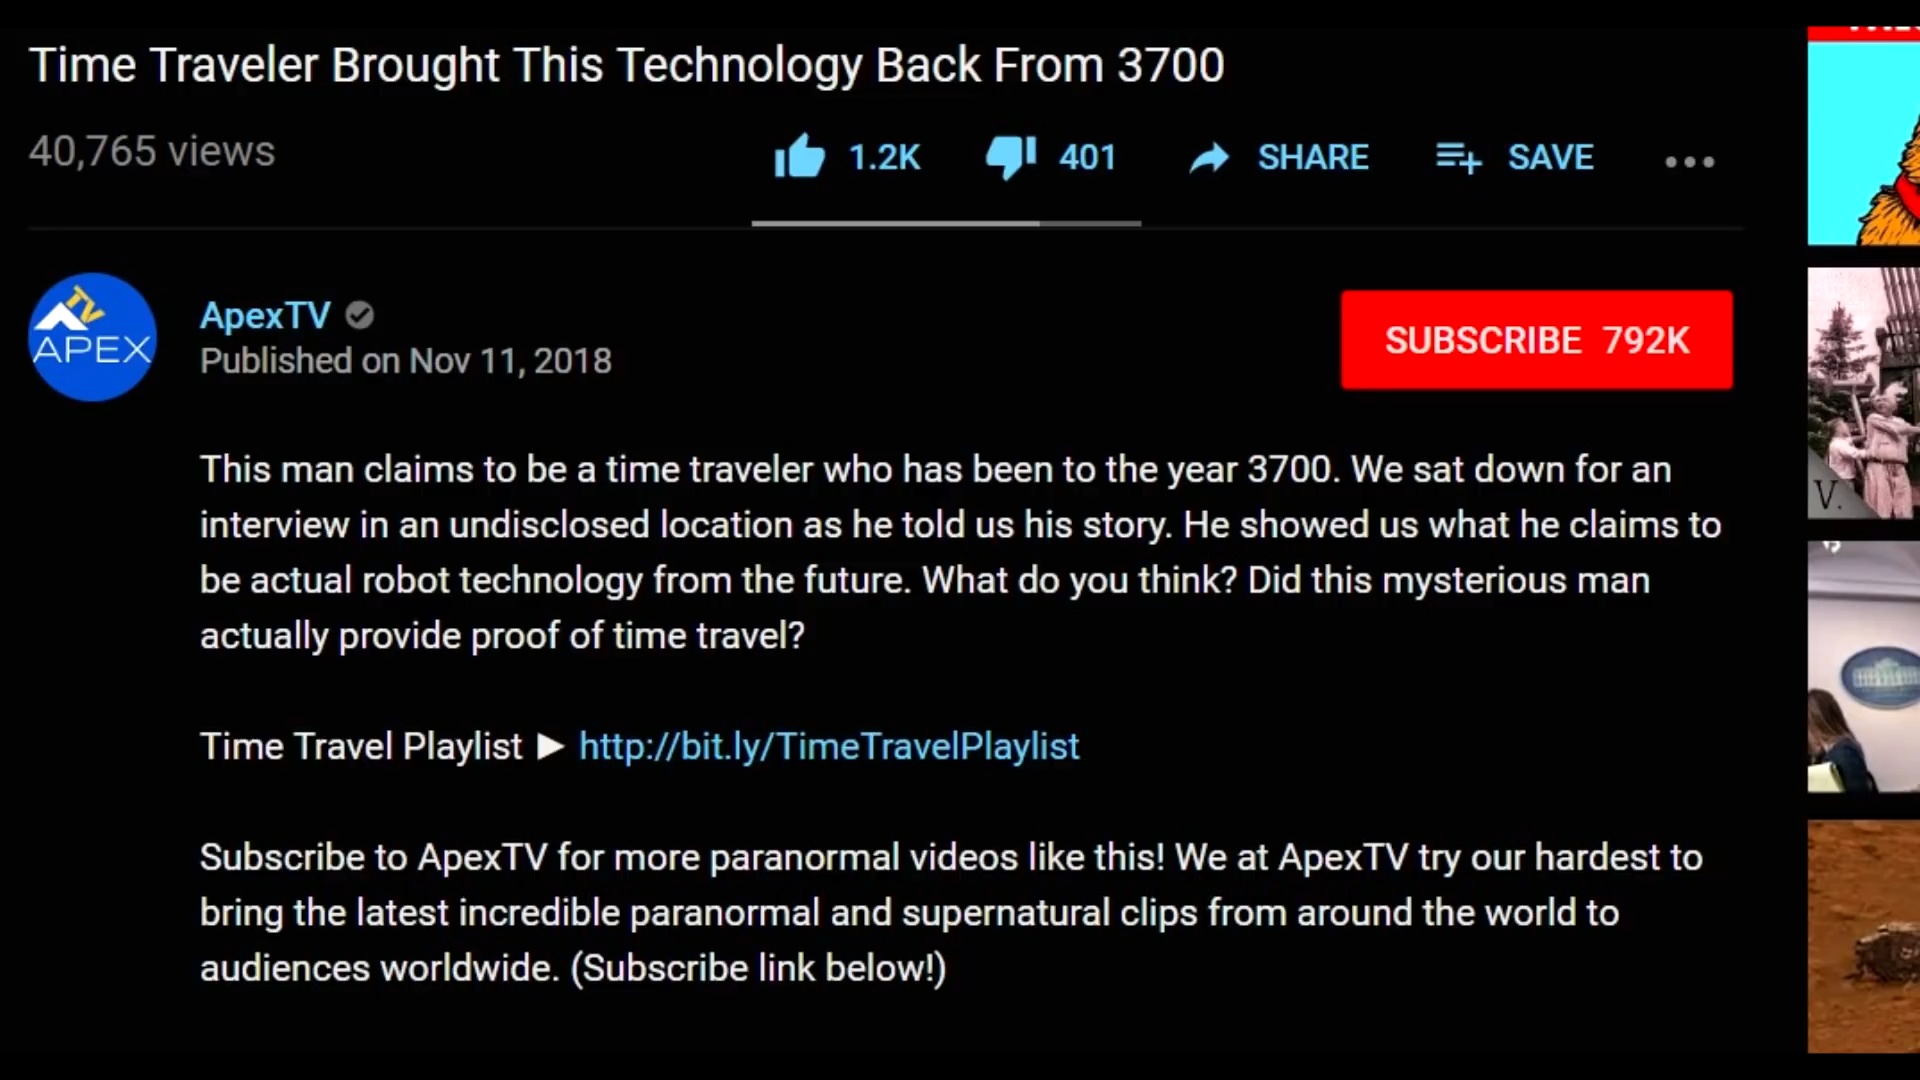 Time Traveler Brought This Technology Back From 3700
40,765 views
1.2K
401
SHARE
SAVE
TV
APEX
ApexTV
Published on Nov 11, 2018
SUBSCRIBE 792K
This man claims to be a time traveler who has been to the year 3700. We sat down for an
interview in an undisclosed location as he told us his story. He showed us what he claims to
be actual robot technology from the future. What do you think? Did this mysterious man
actually provide proof of time travel?
Time Travel Playlist ► http://bit.ly/TimeTravelPlaylist
Subscribe to ApexTV for more paranormal videos like this! We at ApexTV try our hardest to
bring the latest incredible paranormal and supernatural clips from around the world to
audiences worldwide. (Subscribe link below!)
V.